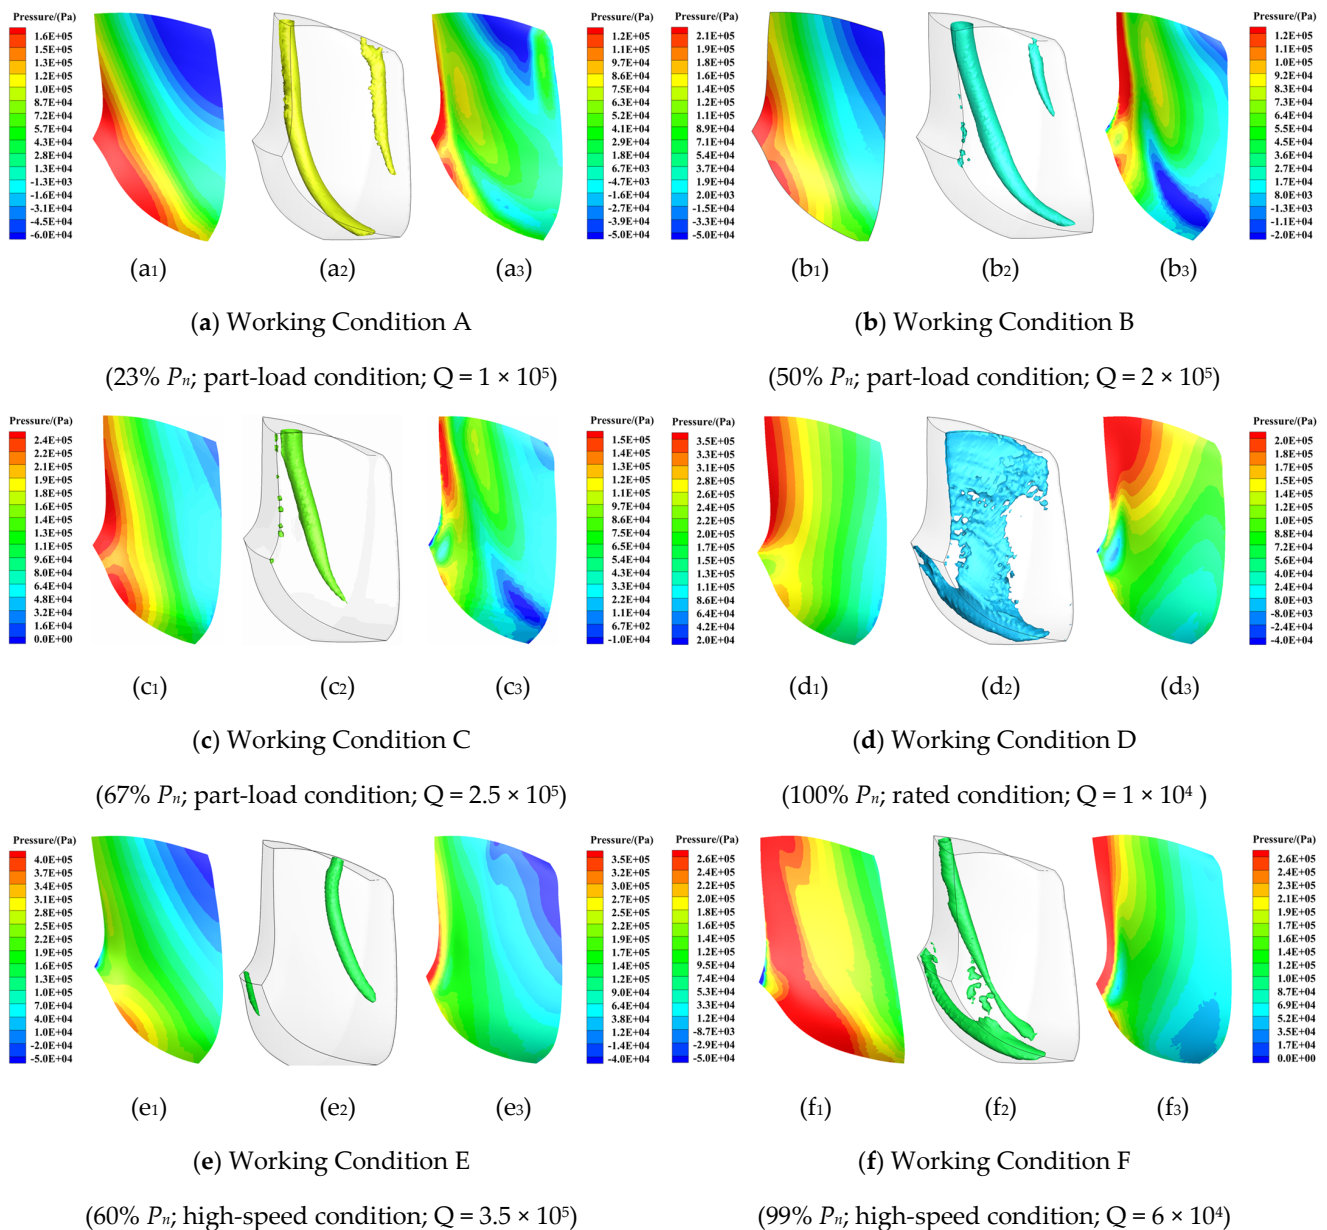 Pressure/(Pa)
1.6E+05
1.5E+05
1.3E+05
1.2E+05
1.0E+05
8.7E+04
7.2E+04
5.7E+04
4.3E+04
2.8E+04
1.3E+04
-1.3E+03
-1.6E+04
-3.1E+04
-4.5E+04
-6.0E+04
Pressure/(Pa)
1.2E+05
1.1E+05
9.7E+04
8.6E+04
7.5E+04
6.3E+04
5.2E+04
4.1E+04
2.9E+04
1.8E+04
6.7E+03
-4.7E+03
-1.6E+04
-2.7E+04
-3.9E+04
-5.0E+04
(a1) (a2) (a3)
(a) Working Condition A
(23% Pn; part-load condition; Q = 1 × 10⁵)
Pressure/(Pa)
2.1E+05
1.9E+05
1.8E+05
1.6E+05
1.4E+05
1.2E+05
1.1E+05
8.9E+04
7.1E+04
5.4E+04
3.7E+04
1.9E+04
2.0E+03
-1.5E+04
-3.3E+04
-5.0E+04
Pressure/(Pa)
1.2E+05
1.1E+05
1.0E+05
9.2E+04
8.3E+04
7.3E+04
6.4E+04
5.5E+04
4.5E+04
3.6E+04
2.7E+04
1.7E+04
8.0E+03
-1.3E+03
-1.1E+04
-2.0E+04
(b1) (b2) (b3)
(b) Working Condition B
(50% Pn; part-load condition; Q = 2 × 10⁵)
Pressure/(Pa)
2.4E+05
2.2E+05
2.1E+05
1.9E+05
1.8E+05
1.6E+05
1.4E+05
1.3E+05
1.1E+05
9.6E+04
8.0E+04
6.4E+04
4.8E+04
3.2E+04
1.6E+04
0.0E+00
Pressure/(Pa)
1.5E+05
1.4E+05
1.3E+05
1.2E+05
1.1E+05
9.7E+04
8.6E+04
7.5E+04
6.5E+04
5.4E+04
4.3E+04
3.3E+04
2.2E+04
1.1E+04
6.7E+02
-1.0E+04
(c1) (c2) (c3)
(c) Working Condition C
(67% Pn; part-load condition; Q = 2.5 × 10⁵)
Pressure/(Pa)
3.5E+05
3.3E+05
3.1E+05
2.8E+05
2.6E+05
2.4E+05
2.2E+05
2.0E+05
1.7E+05
1.5E+05
1.3E+05
1.1E+05
8.6E+04
6.4E+04
4.2E+04
2.0E+04
Pressure/(Pa)
2.0E+05
1.8E+05
1.7E+05
1.5E+05
1.4E+05
1.2E+05
1.0E+05
8.8E+04
7.2E+04
5.6E+04
4.0E+04
2.4E+04
8.0E+03
-8.0E+03
-2.4E+04
-4.0E+04
(d1) (d2) (d3)
(d) Working Condition D
(100% Pn; rated condition; Q = 1 × 10⁴ )
Pressure/(Pa)
4.0E+05
3.7E+05
3.4E+05
3.1E+05
2.8E+05
2.5E+05
2.2E+05
1.9E+05
1.6E+05
1.3E+05
1.0E+05
7.0E+04
4.0E+04
1.0E+04
-2.0E+04
-5.0E+04
Pressure/(Pa)
3.5E+05
3.2E+05
3.0E+05
2.7E+05
2.5E+05
2.2E+05
1.9E+05
1.7E+05
1.4E+05
1.2E+05
9.0E+04
6.4E+04
3.8E+04
1.2E+04
-1.4E+04
-4.0E+04
(e1) (e2) (e3)
(e) Working Condition E
(60% Pn; high-speed condition; Q = 3.5 × 10⁵)
Pressure/(Pa)
2.6E+05
2.4E+05
2.2E+05
2.0E+05
1.8E+05
1.6E+05
1.4E+05
1.2E+05
9.5E+04
7.4E+04
5.3E+04
3.3E+04
1.2E+04
-8.7E+03
-2.9E+04
-5.0E+04
Pressure/(Pa)
2.6E+05
2.4E+05
2.3E+05
2.1E+05
1.9E+05
1.7E+05
1.6E+05
1.4E+05
1.2E+05
1.0E+05
8.7E+04
6.9E+04
5.2E+04
3.5E+04
1.7E+04
0.0E+00
(f1) (f2) (f3)
(f) Working Condition F
(99% Pn; high-speed condition; Q = 6 × 10⁴)